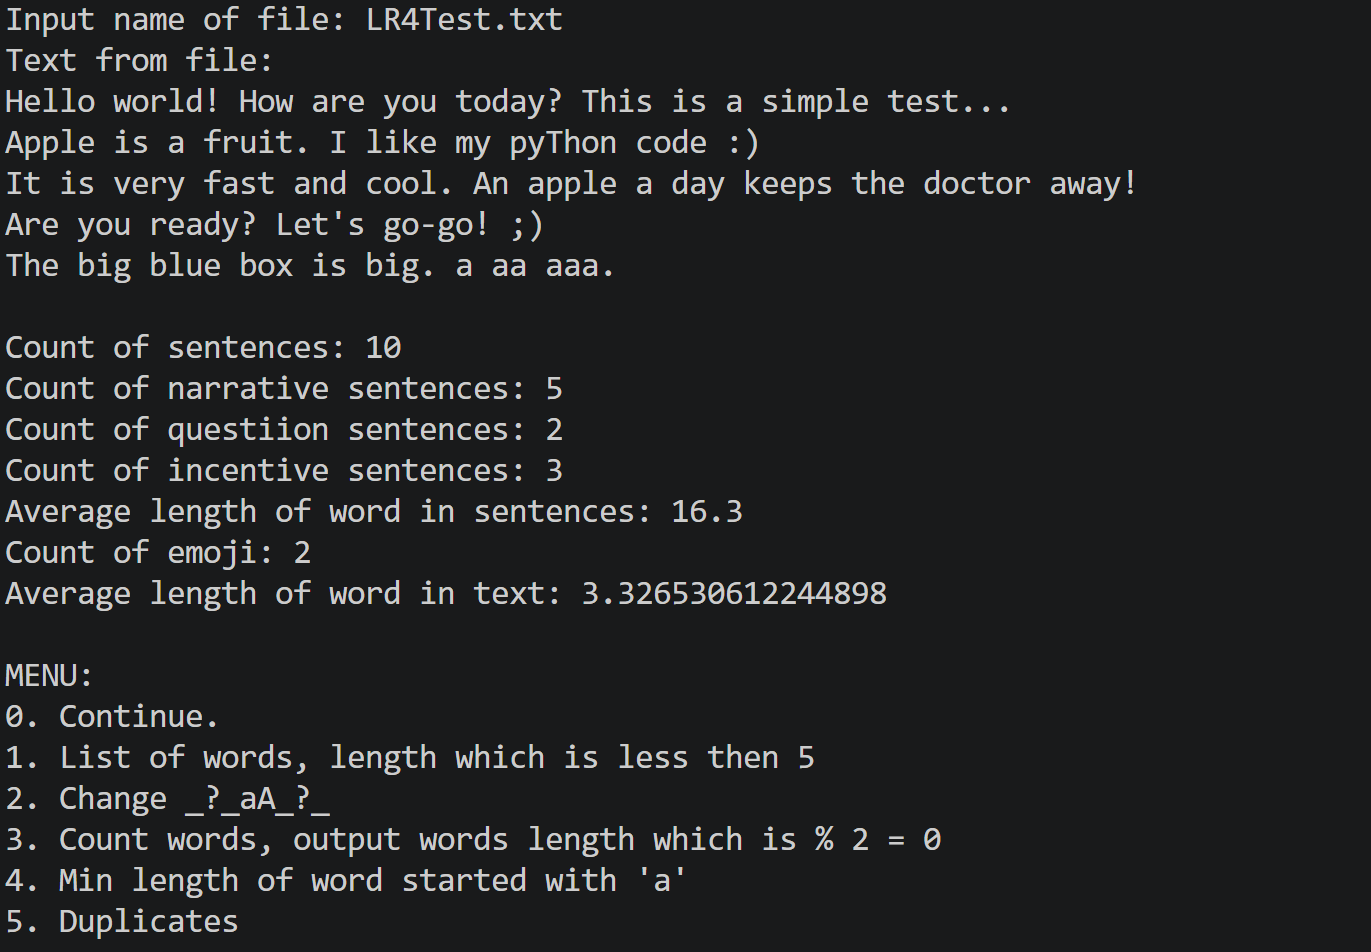 Input name of file: LR4Test.txt
Text from file:
Hello world! How are you today? This is a simple test...
Apple is a fruit. I like my pyThon code :)
It is very fast and cool. An apple a day keeps the doctor away!
Are you ready? Let's go-go! ;)
The big blue box is big. a aa aaa.

Count of sentences: 10
Count of narrative sentences: 5
Count of questiion sentences: 2
Count of incentive sentences: 3
Average length of word in sentences: 16.3
Count of emoji: 2
Average length of word in text: 3.326530612244898

MENU:
0. Continue.
1. List of words, length which is less then 5
2. Change _?_aA_?_
3. Count words, output words length which is % 2 = 0
4. Min length of word started with 'a'
5. Duplicates